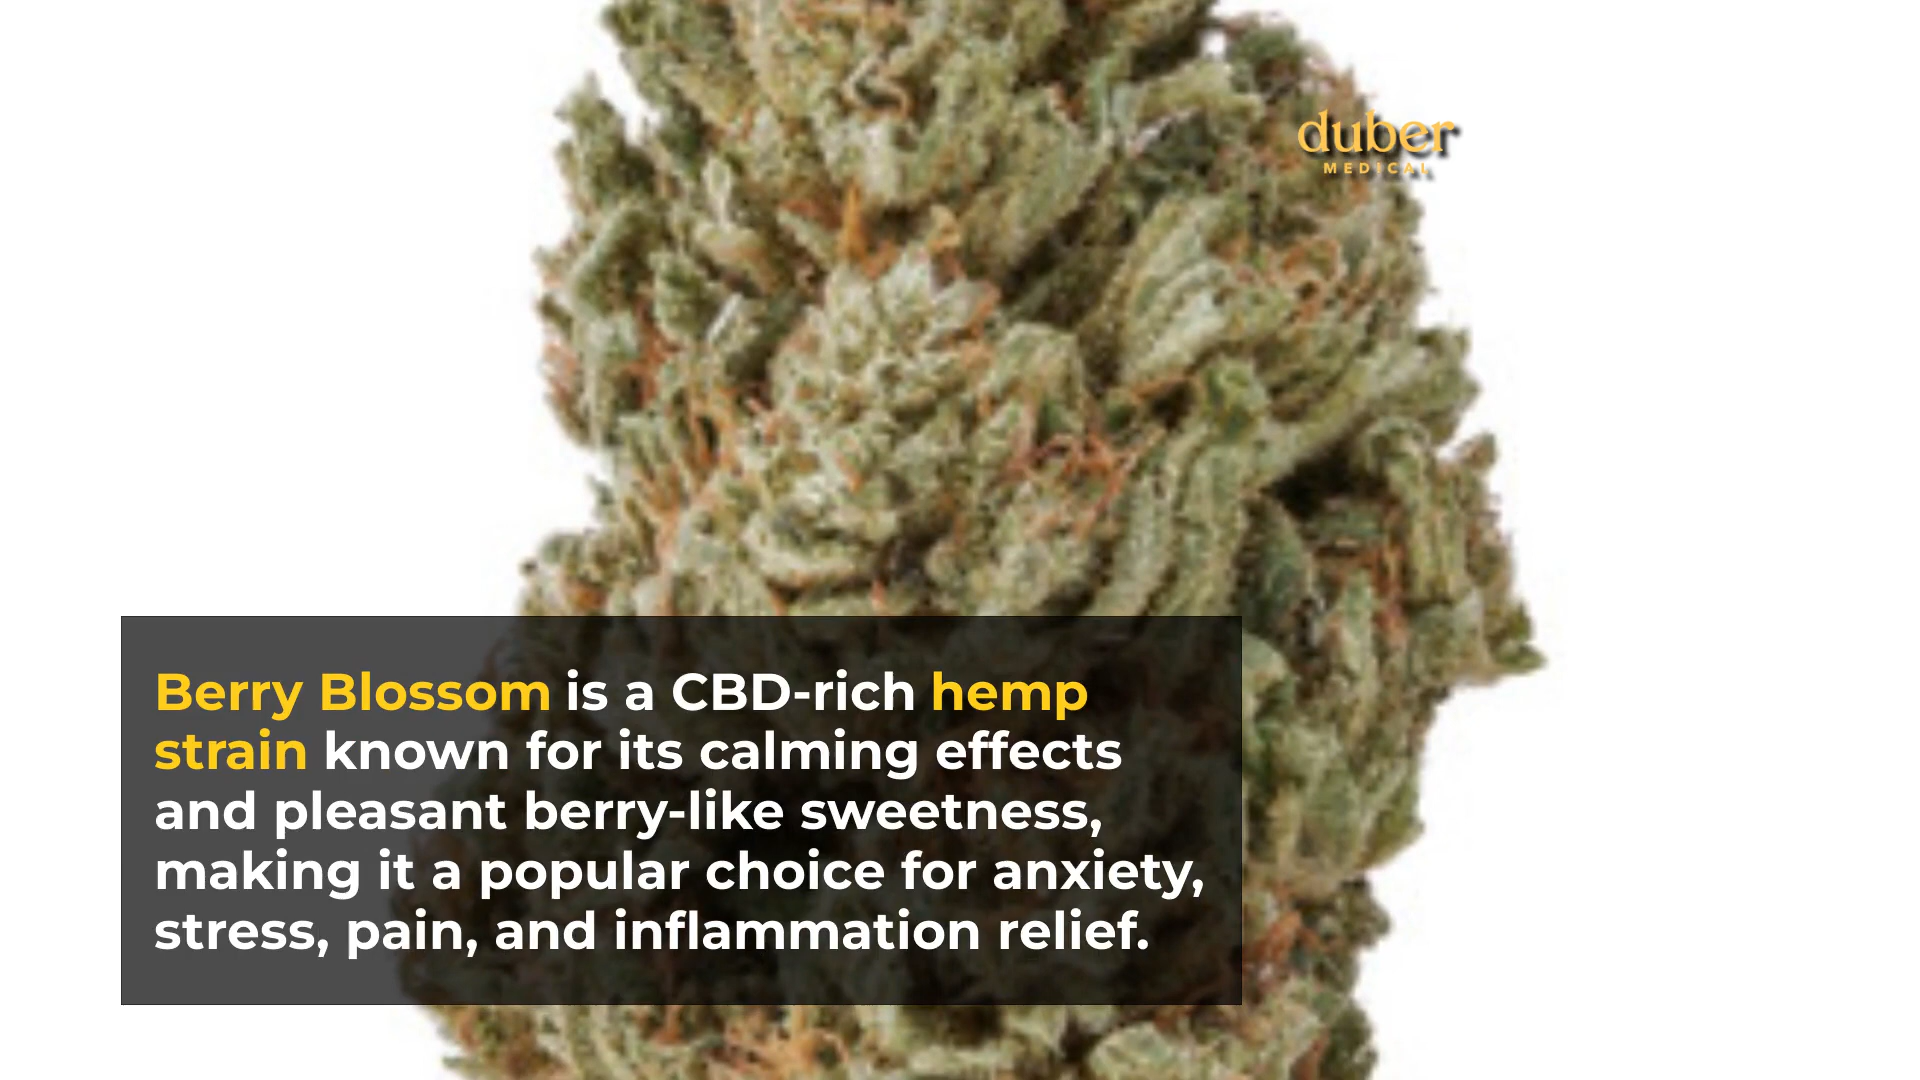 duber
MEDICAL
Berry Blossom is a CBD-rich hemp
strain known for its calming effects
and pleasant berry-like sweetness,
making it a popular choice for anxiety,
stress, pain, and inflammation relief.